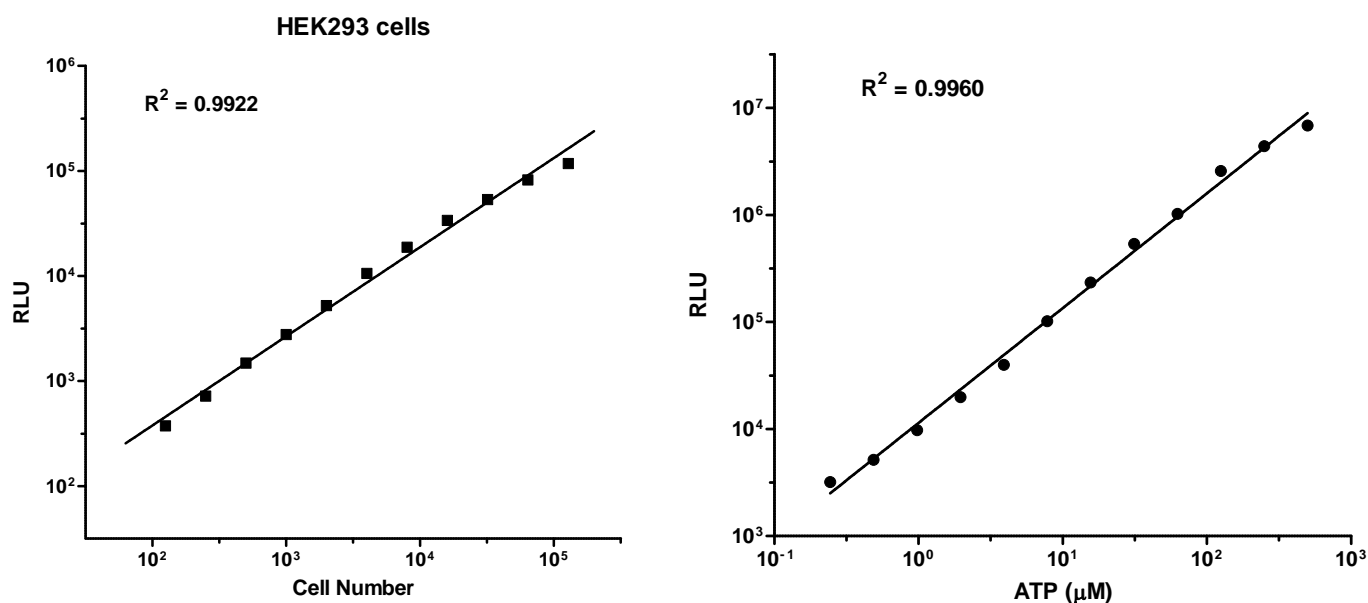 HEK293 cells
R² = 0.9922
RLU
10⁶
10⁵
10⁴
10³
10²
10² 10³ 10⁴ 10⁵
Cell Number
R² = 0.9960
RLU
10⁷
10⁶
10⁵
10⁴
10³
10⁻¹ 10⁰ 10¹ 10² 10³
ATP (μM)